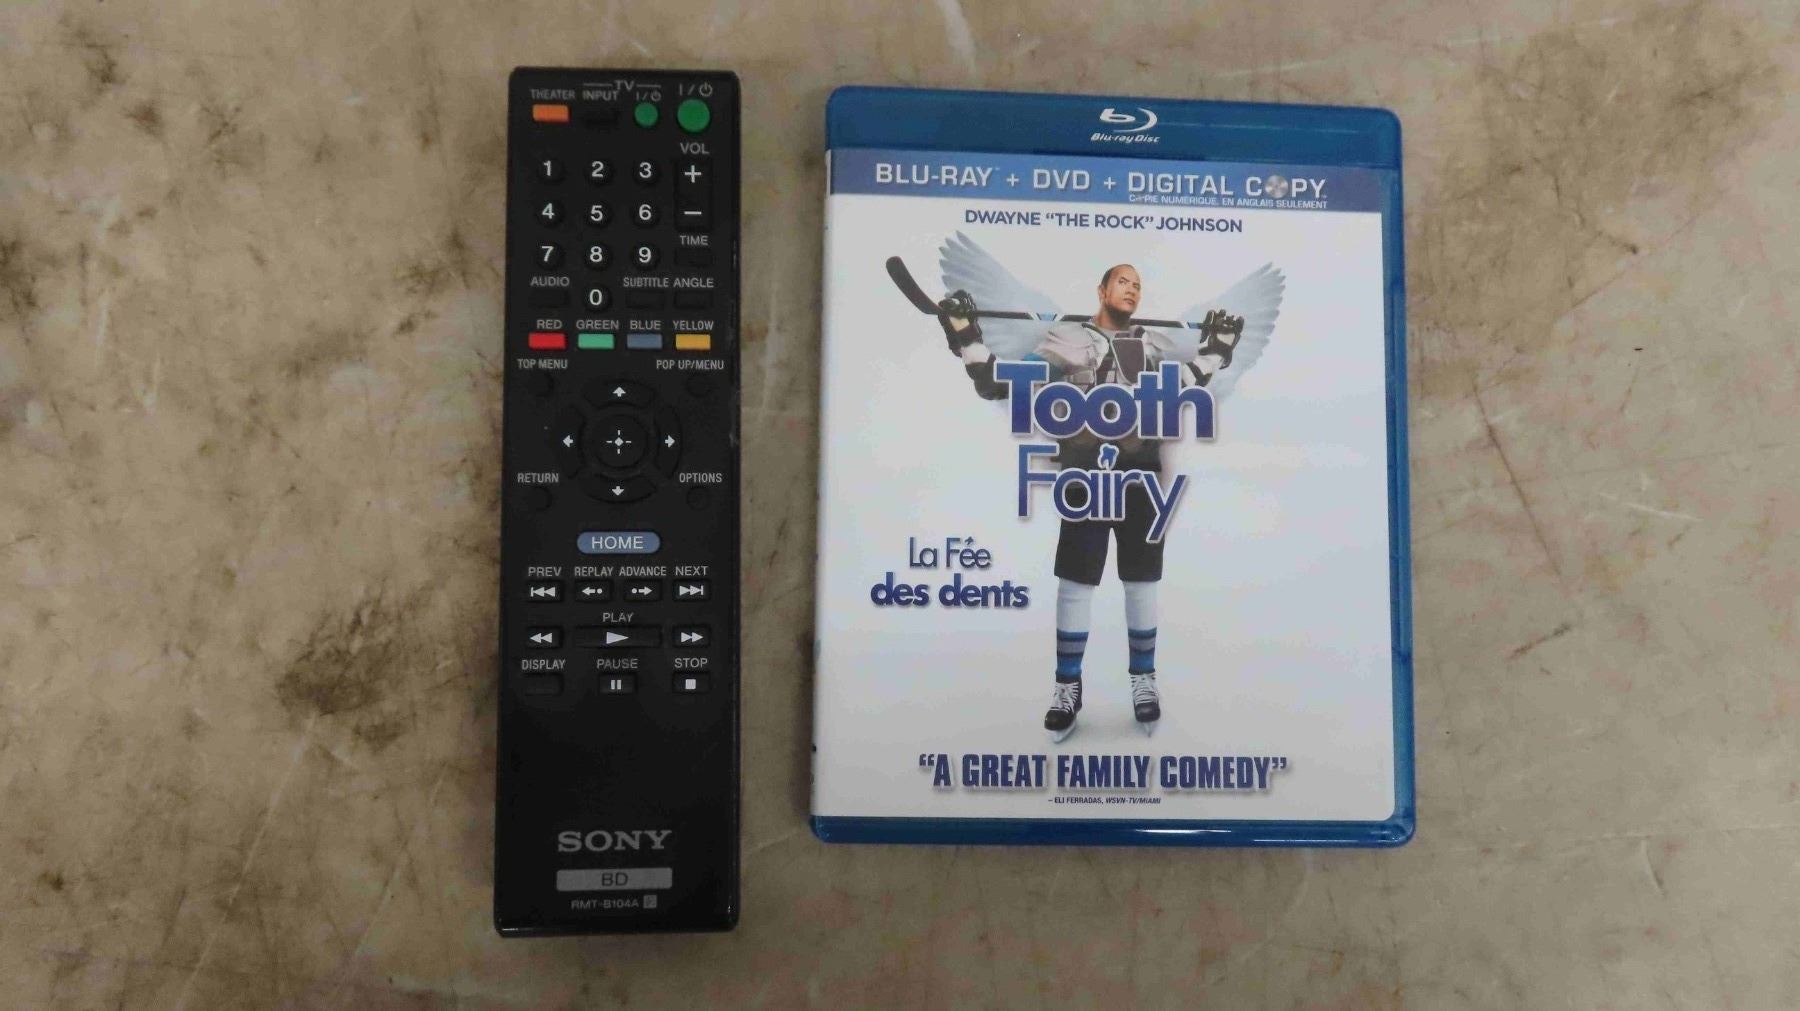 TV
THEATER INPUT I/⏻ I/⏻
VOL
1 2 3 +
4 5 6 −
TIME
7 8 9
AUDIO SUBTITLE ANGLE
0
RED GREEN BLUE YELLOW
TOP MENU POP UP/MENU
RETURN OPTIONS
HOME
PREV REPLAY ADVANCE NEXT
PLAY
DISPLAY PAUSE STOP
SONY
BD
RMT-B104A
Blu-ray Disc
BLU-RAY™ + DVD + DIGITAL COPY
COPIE NUMÉRIQUE, EN ANGLAIS SEULEMENT
DWAYNE “THE ROCK” JOHNSON
Tooth
Fairy
La Fée
des dents
“A GREAT FAMILY COMEDY”
– ELI FERRADAS, WSVN-TV/MIAMI